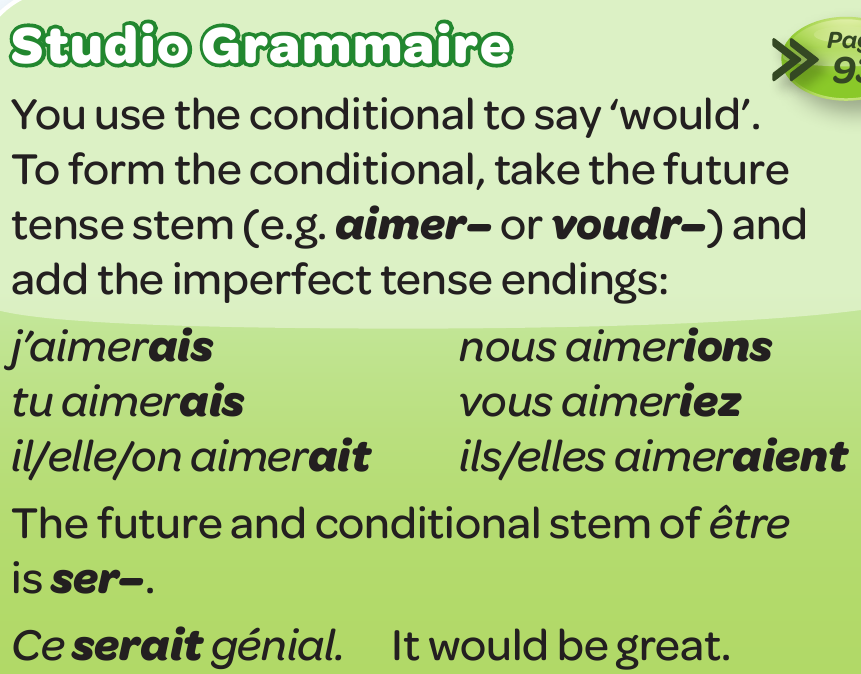 Studio Grammaire
You use the conditional to say ‘would’.
To form the conditional, take the future
tense stem (e.g. aimer– or voudr–) and
add the imperfect tense endings:
j’aimerais nous aimerions
tu aimerais vous aimeriez
il/elle/on aimerait ils/elles aimeraient
The future and conditional stem of être
is ser–.
Ce serait génial. It would be great.